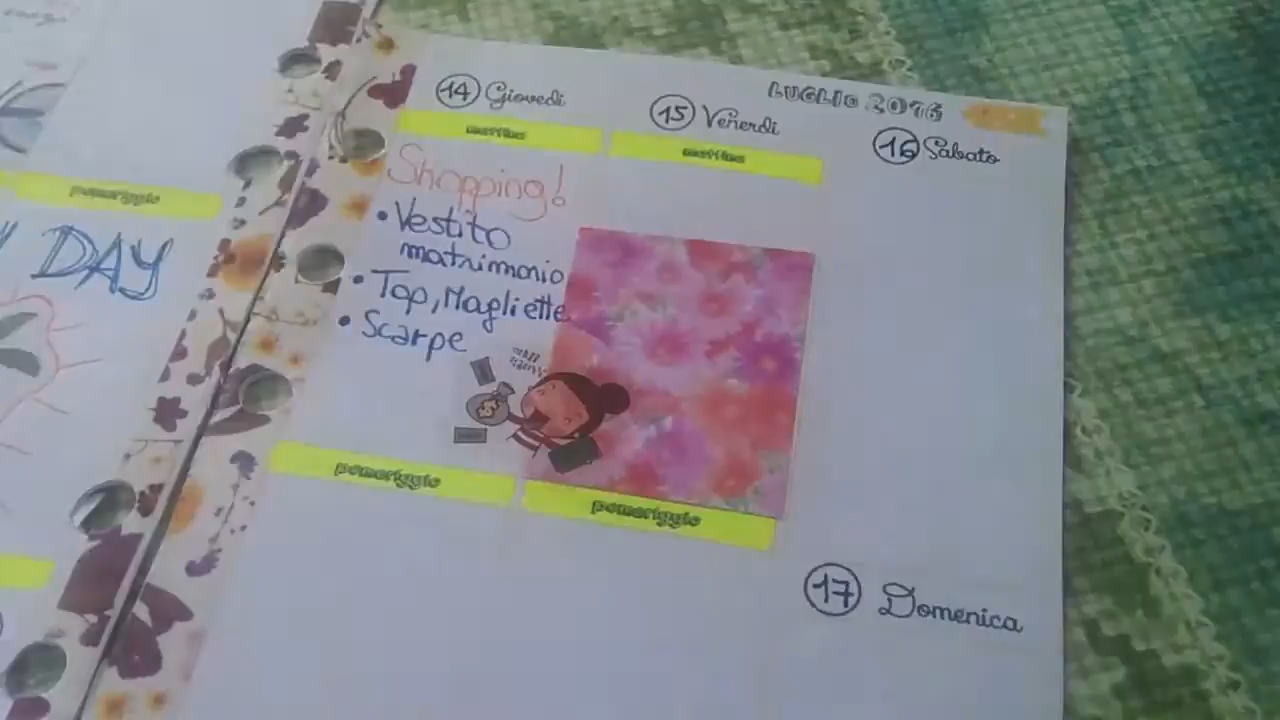 pomeriggio
DAY
LUGLIO 2016
14 Giovedì
15 Venerdì
16 Sabato
mattina
mattina
Shopping!
• Vestito
matrimonio
• Top, Magliette
• Scarpe
pomeriggio
pomeriggio
17 Domenica